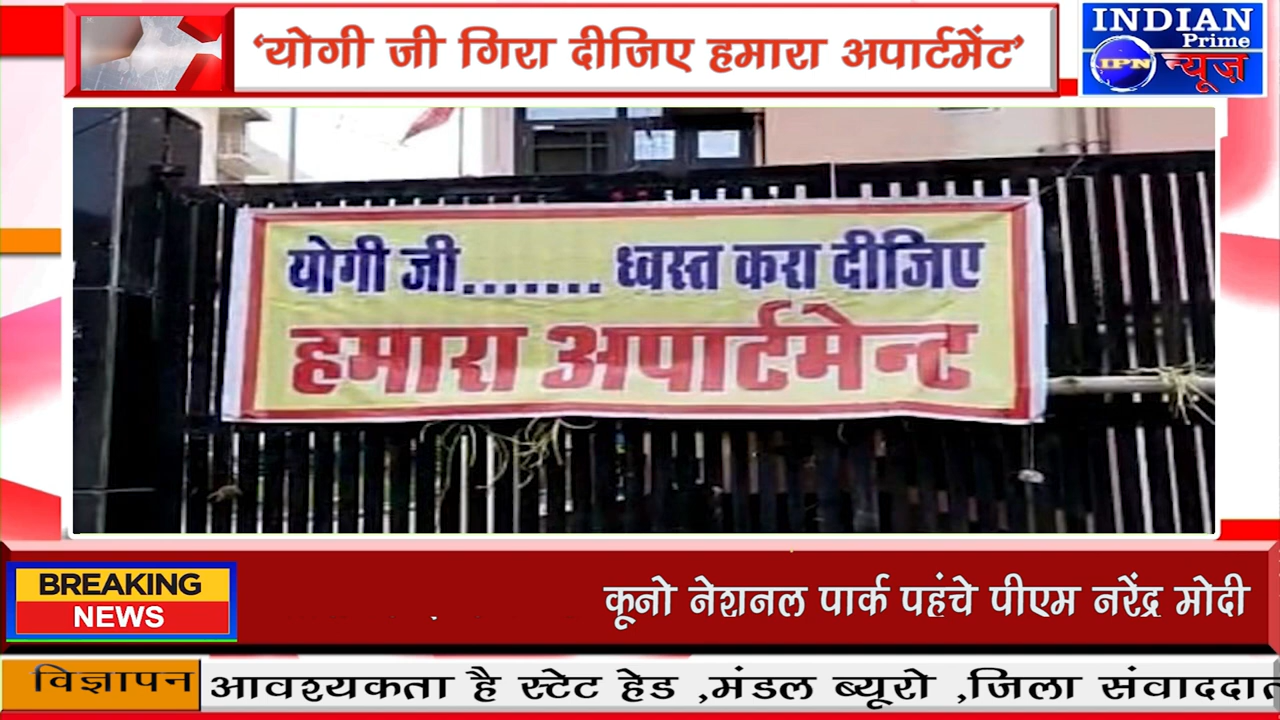 ‘योगी जी गिरा दीजिए हमारा अपार्टमेंट’
INDIAN
Prime
IPN न्यूज़
योगी जी....... ध्वस्त करा दीजिए
हमारा अपार्टमेन्ट
BREAKING
NEWS
कूनो नेशनल पार्क पहंचे पीएम नरेंद्र मोदी
विज्ञापन
आवश्यकता है स्टेट हेड ,मंडल ब्यूरो ,जिला संवाददात